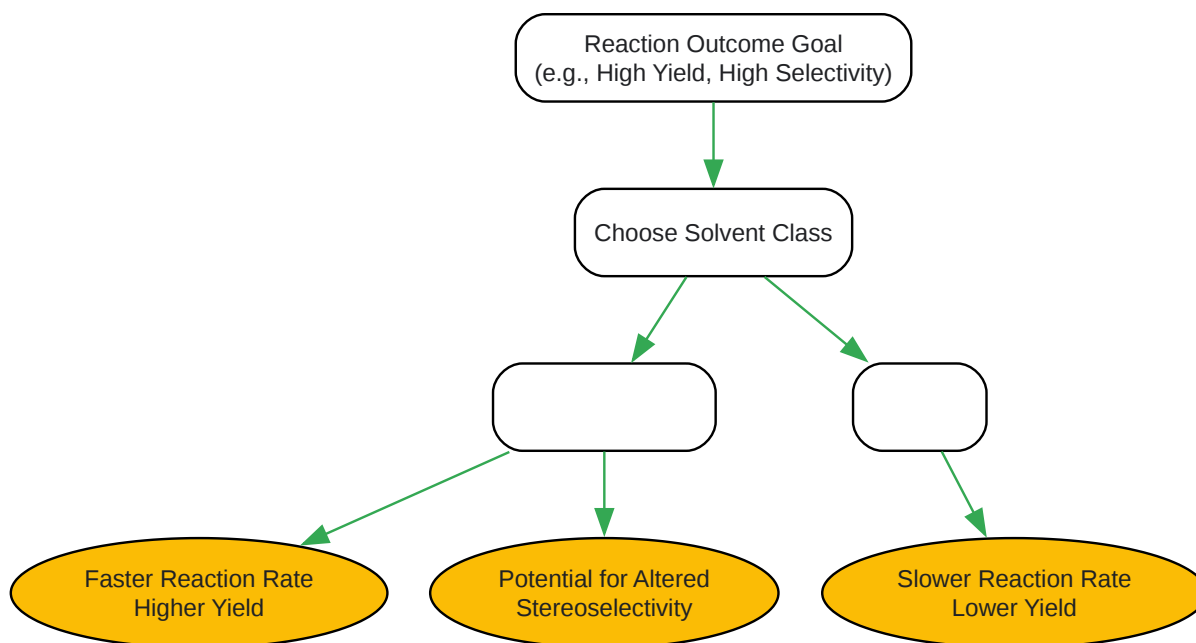 Reaction Outcome Goal
(e.g., High Yield, High Selectivity)
Choose Solvent Class
Faster Reaction Rate
Higher Yield
Potential for Altered
Stereoselectivity
Slower Reaction Rate
Lower Yield